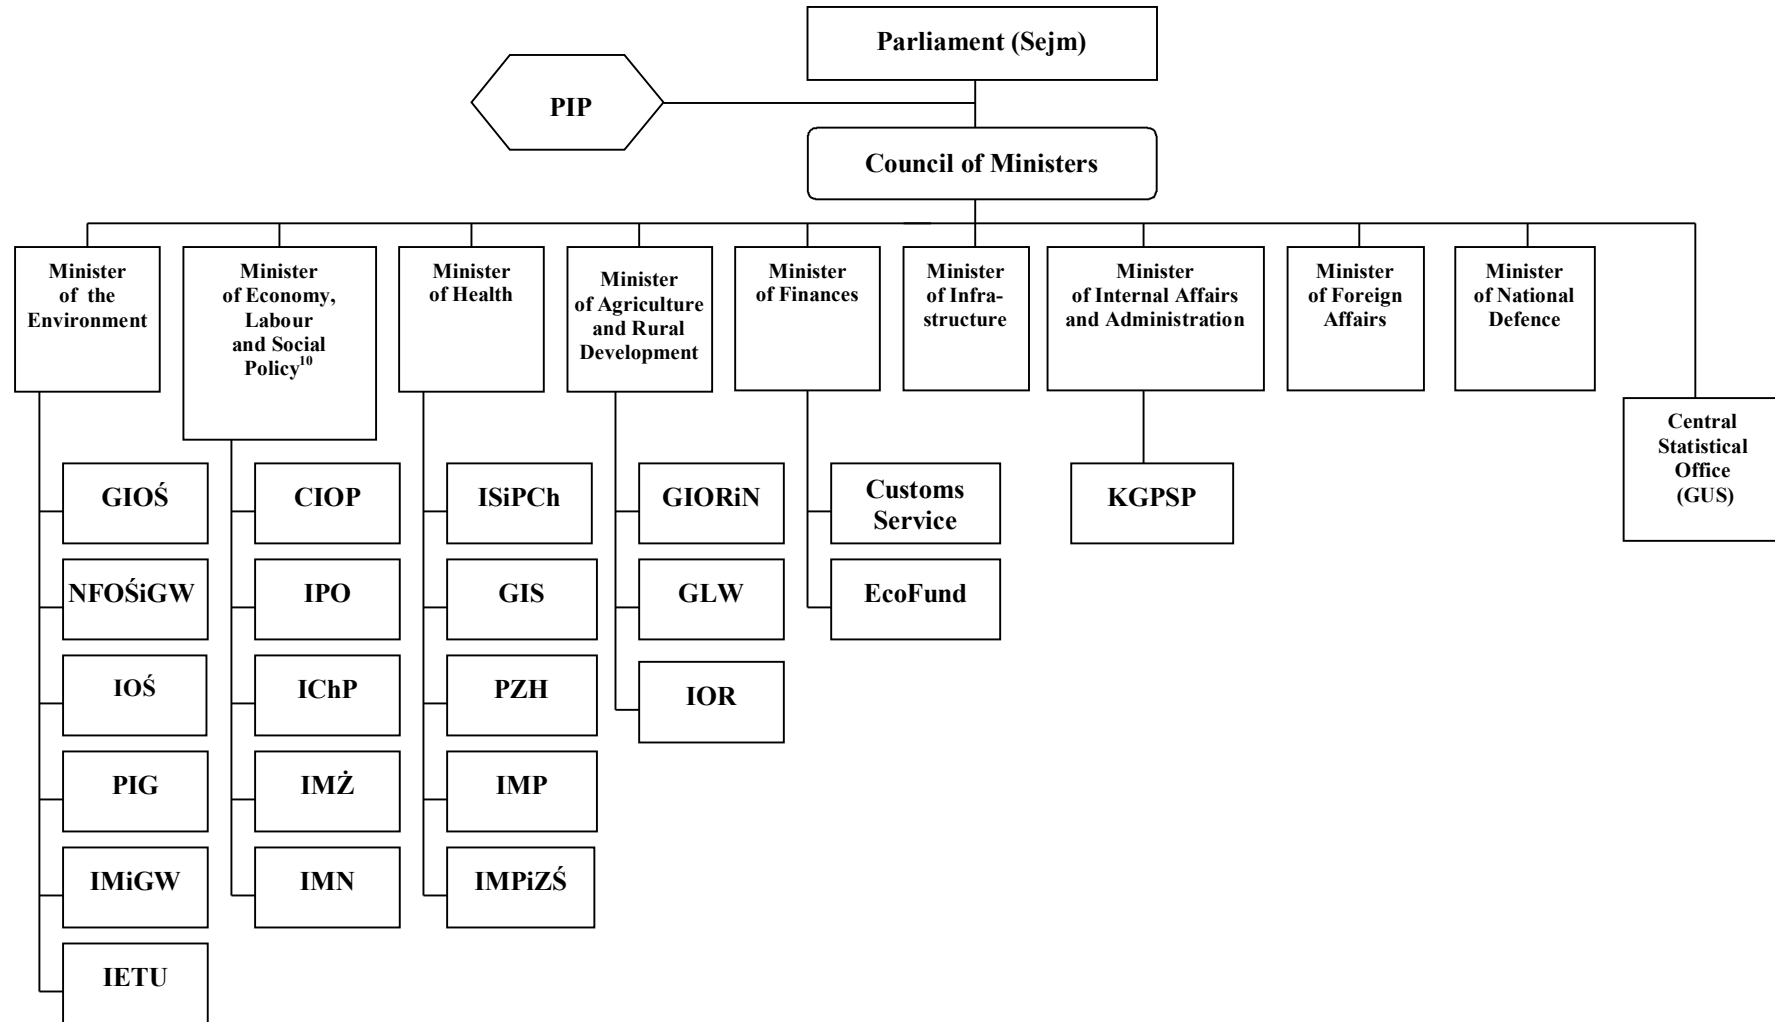 Parliament (Sejm)
PIP
Council of Ministers
Minister
of the
Environment
Minister
of Economy,
Labour
and Social
Policy10
Minister
of Health
Minister
of Agriculture
and Rural
Development
Minister
of Finances
Minister
of Infra-
structure
Minister
of Internal Affairs
and Administration
Minister
of Foreign
Affairs
Minister
of National
Defence
Central
Statistical
Office
(GUS)
GIOŚ
NFOŚiGW
IOŚ
PIG
IMiGW
IETU
CIOP
IPO
IChP
IMŻ
IMN
ISiPCh
GIS
PZH
IMP
IMPiZŚ
GIORiN
GLW
IOR
Customs
Service
EcoFund
KGPSP